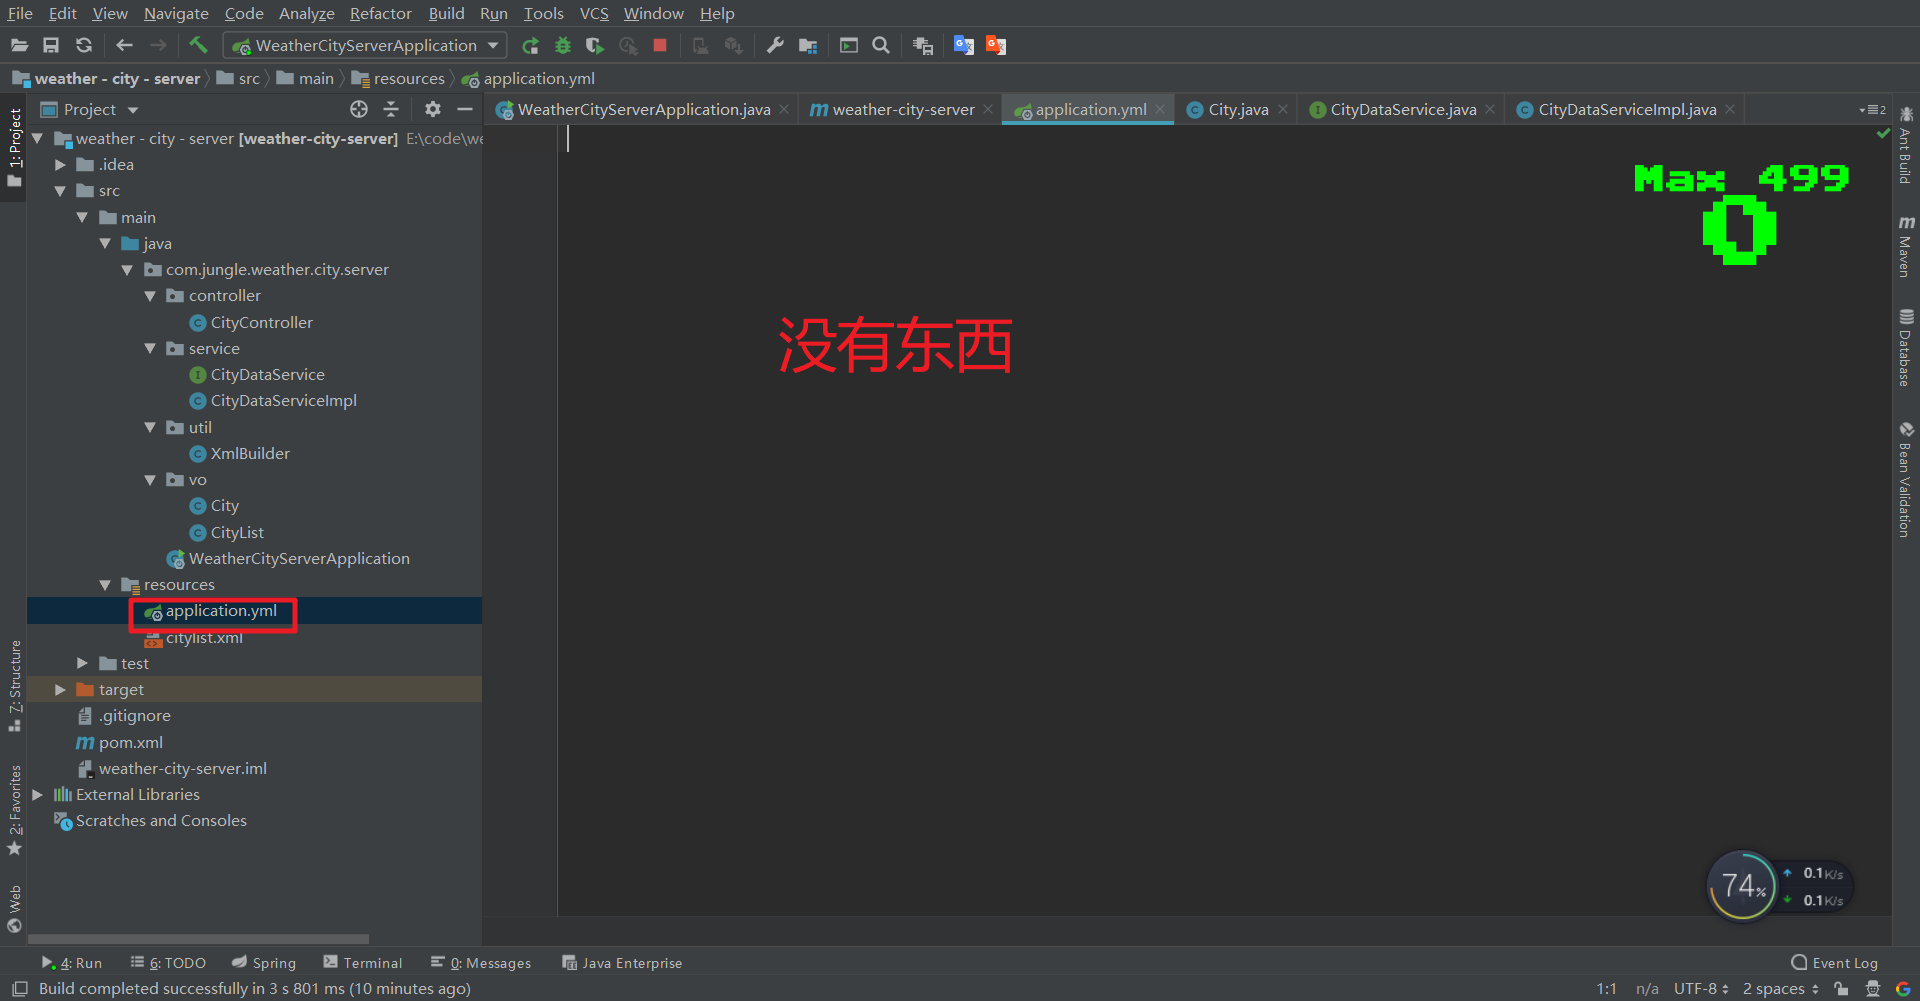 File Edit View Navigate Code Analyze Refactor Build Run Tools VCS Window Help
WeatherCityServerApplication
weather - city - server src main resources application.yml
Project
WeatherCityServerApplication.java weather-city-server application.yml City.java CityDataService.java CityDataServiceImpl.java 2
weather - city - server [weather-city-server] E:\code\we
.idea
src
main
java
com.jungle.weather.city.server
controller
CityController
service
CityDataService
CityDataServiceImpl
util
XmlBuilder
vo
City
CityList
WeatherCityServerApplication
resources
application.yml
citylist.xml
test
target
.gitignore
pom.xml
weather-city-server.iml
External Libraries
Scratches and Consoles
1: Project
7: Structure
2: Favorites
Web
没有东西
Max 499
0
Ant Build
Maven
Database
Bean Validation
74%
0.1K/s
0.1K/s
4: Run 6: TODO Spring Terminal 0: Messages Java Enterprise Event Log
Build completed successfully in 3 s 801 ms (10 minutes ago) 1:1 n/a UTF-8 2 spaces